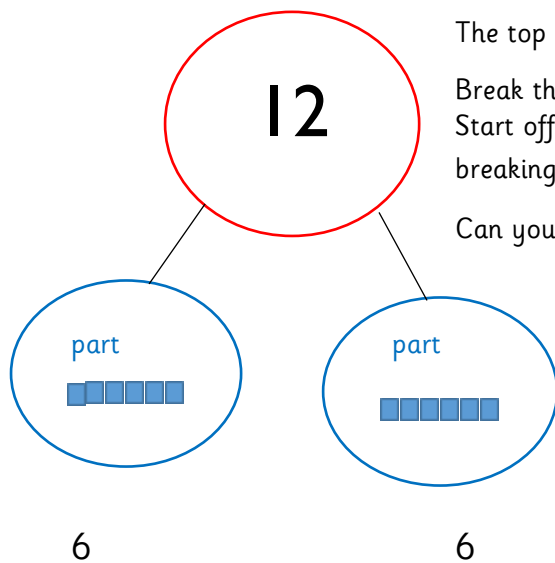 12
The top
Break th
Start off
breaking
Can you
part
part
6
6